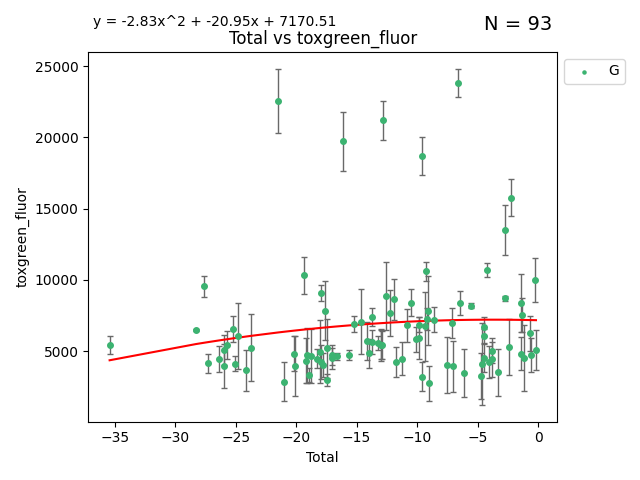 y = -2.83x^2 + -20.95x + 7170.51
N = 93
Total vs toxgreen_fluor
G
25000
20000
15000
10000
5000
toxgreen_fluor
−35 −30 −25 −20 −15 −10 −5 0
Total